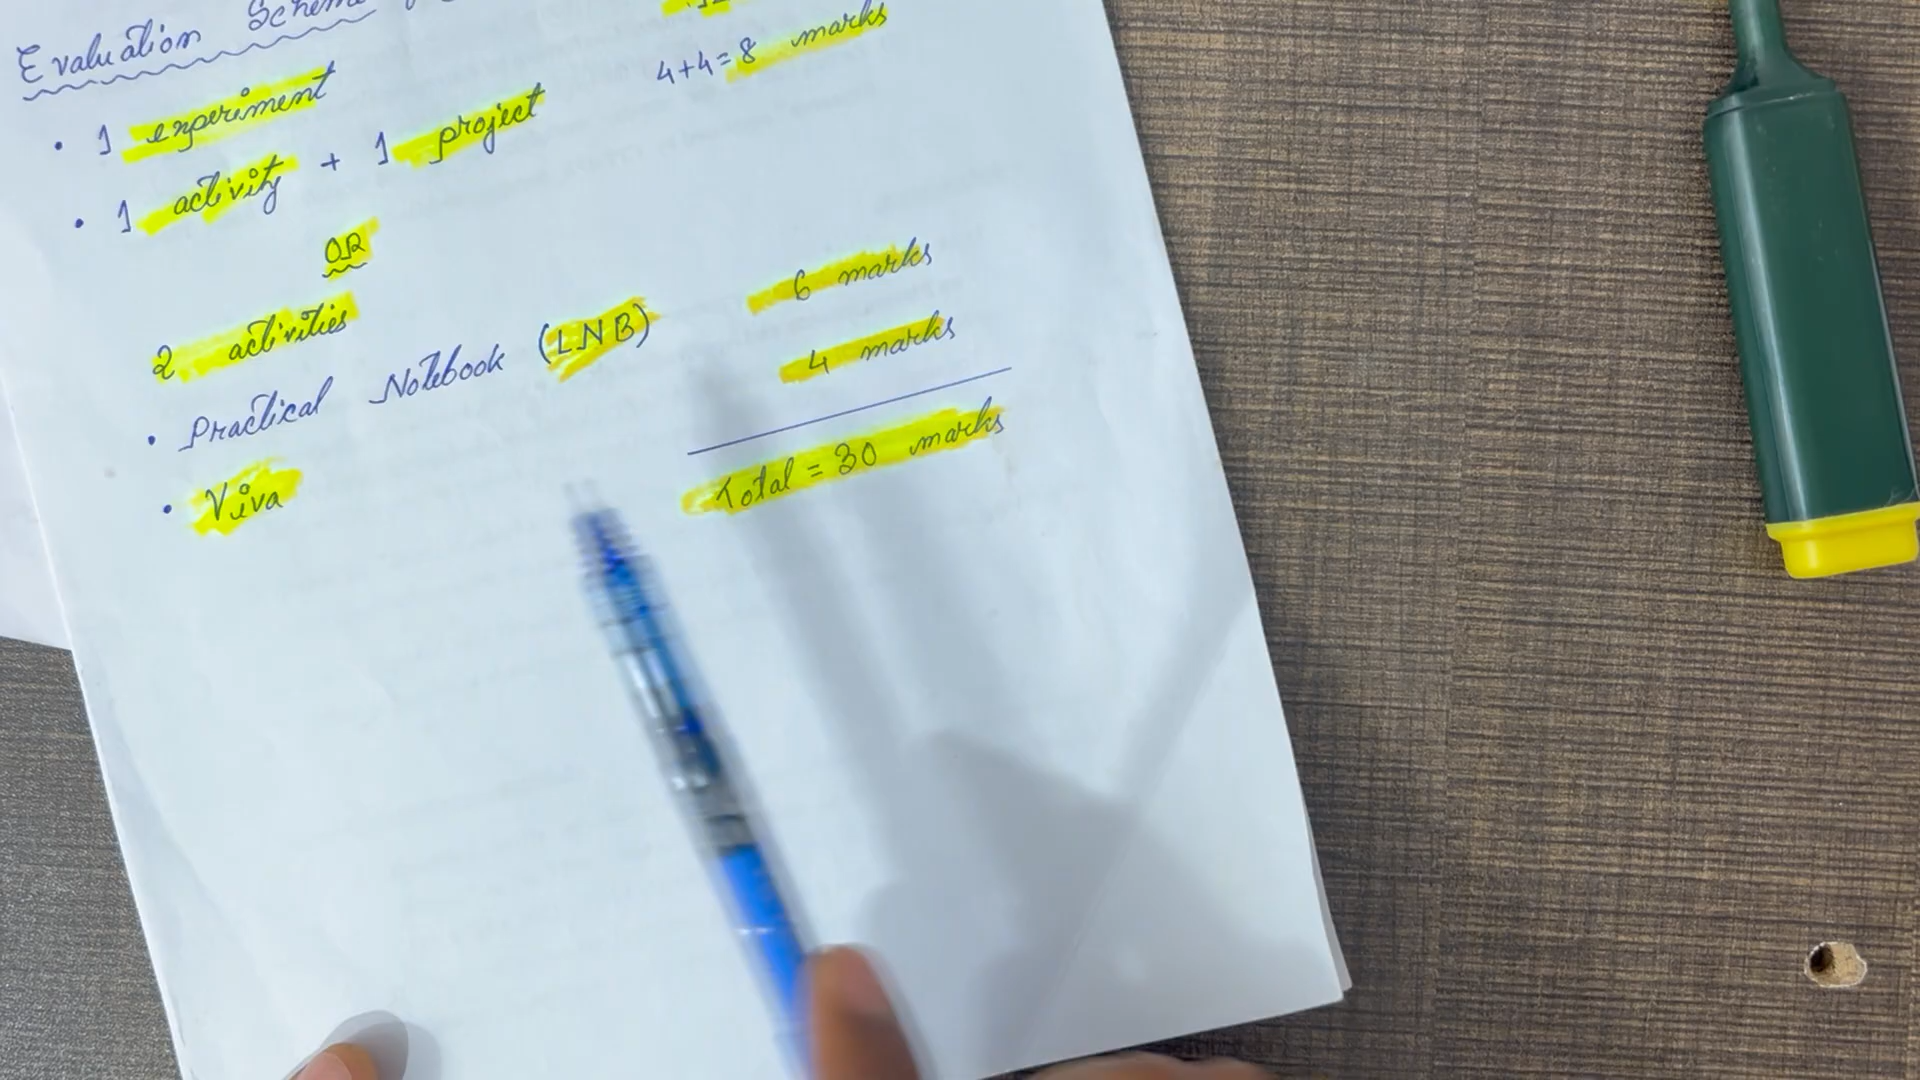 Evaluation Scheme
• 1 experiment
• 1 activity + 1 project 4+4=8 marks
OR
2 activities
• Practical Notebook (LNB) 6 marks
• Viva 4 marks
Total = 30 marks